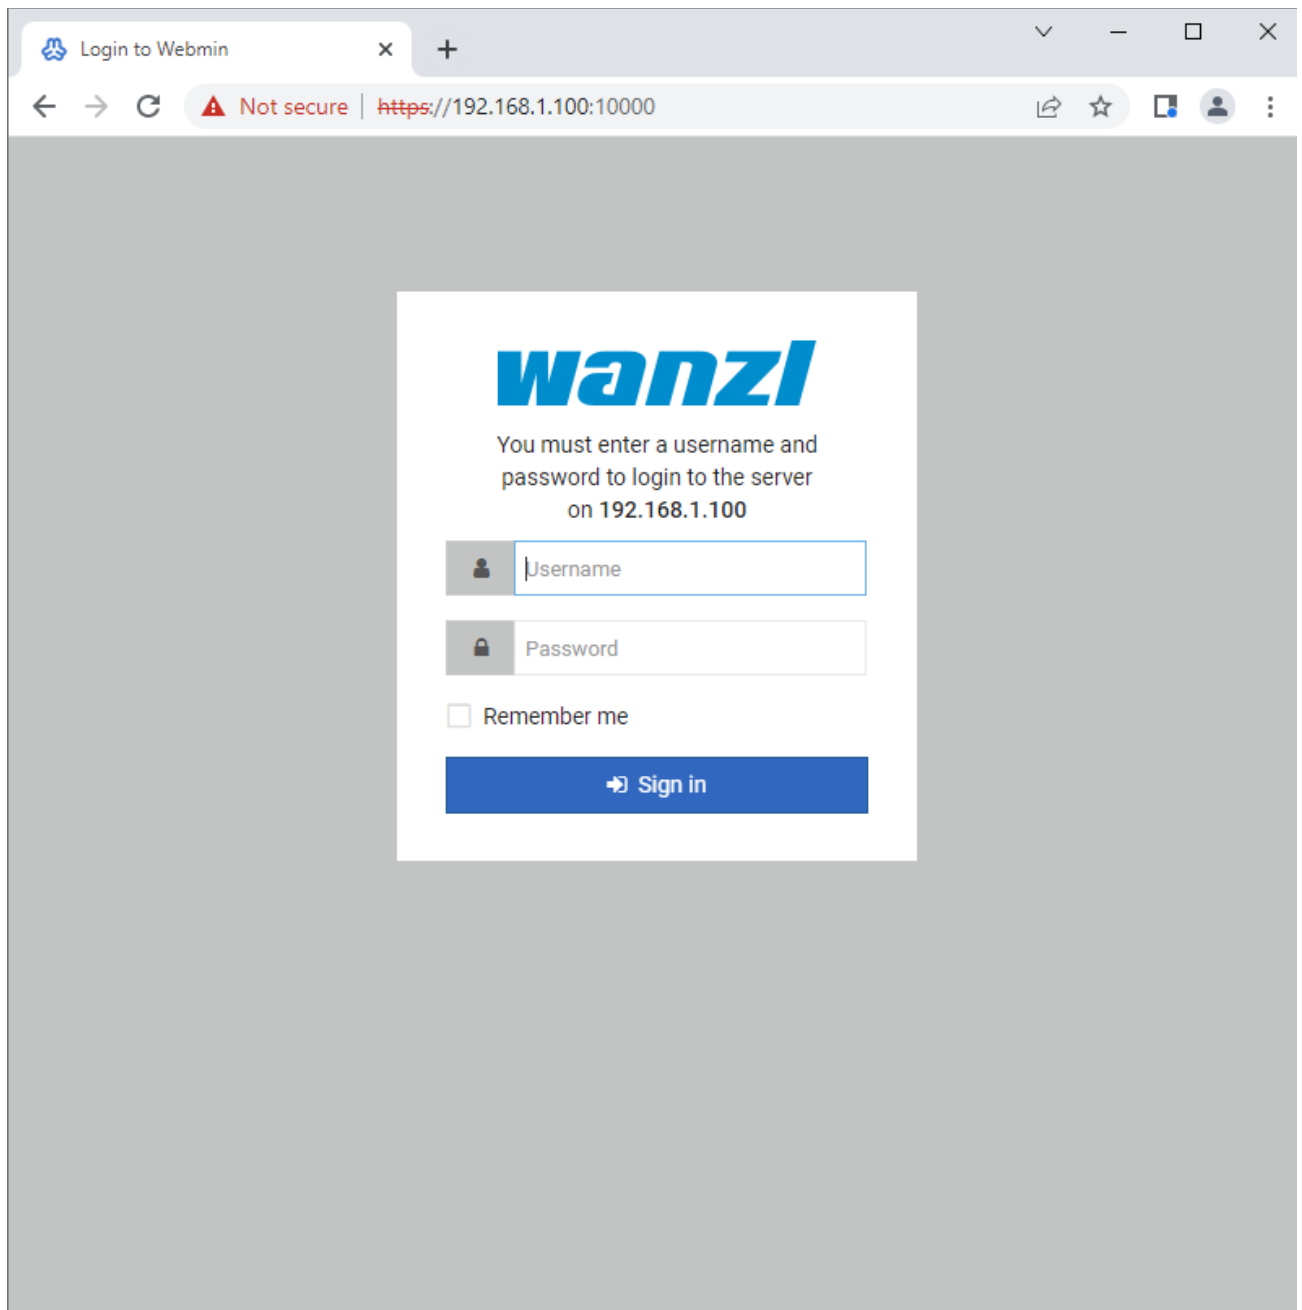 Login to Webmin
Not secure https://192.168.1.100:10000
wanzl
You must enter a username and
password to login to the server
on 192.168.1.100
Username
Password
Remember me
Sign in